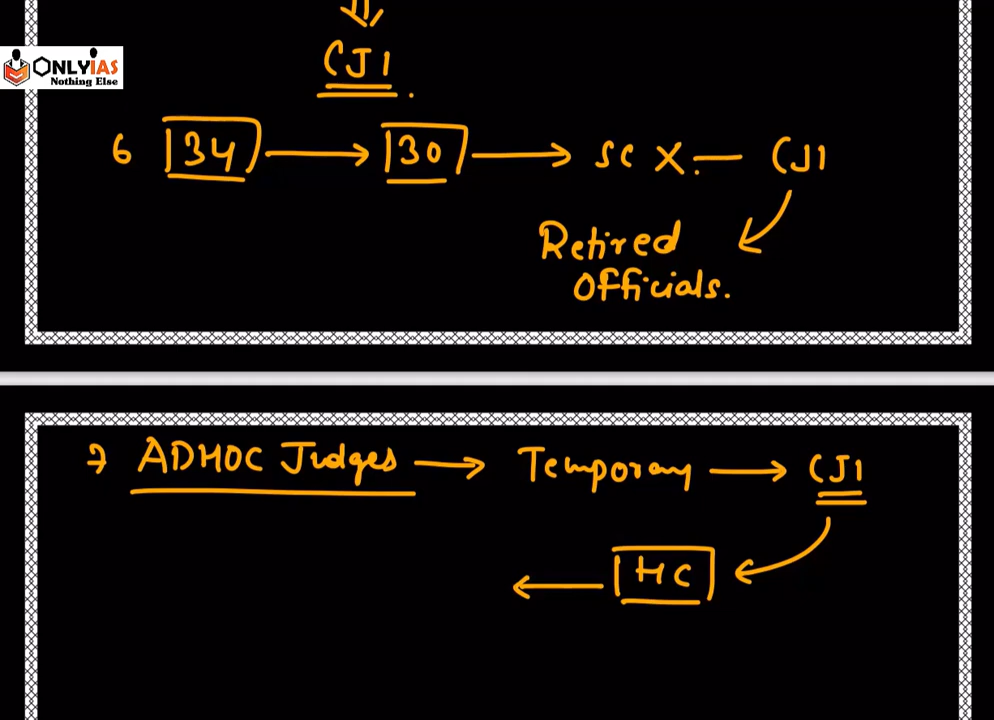 ONLYIAS
Nothing Else
CJI
6 34 → 30 → SC X. — CJI
Retired
Officials.
7 ADHOC Judges → Temporary → CJI
← HC